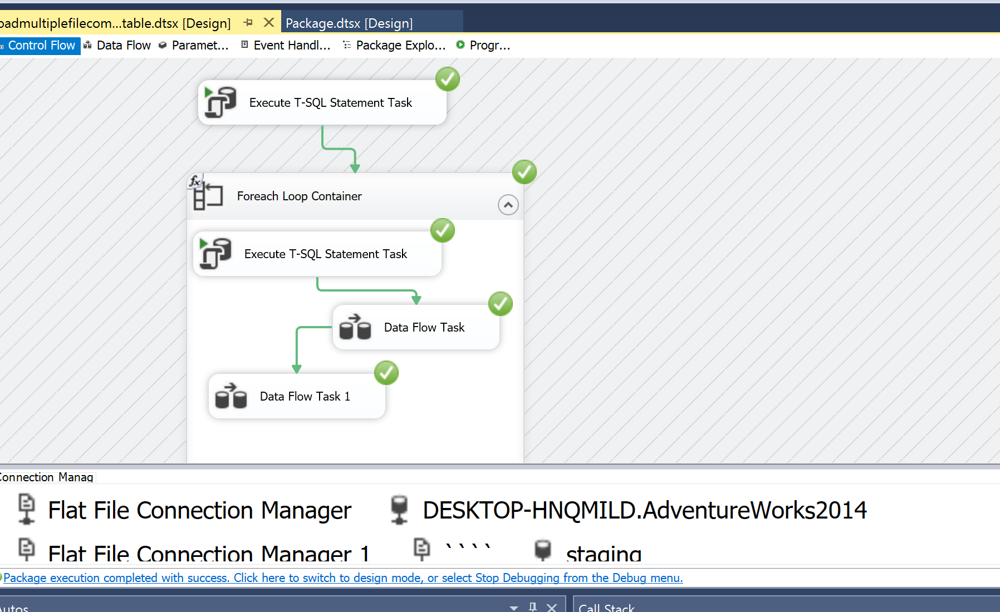 oadmultiplefilecom...table.dtsx [Design] Package.dtsx [Design]
Control Flow Data Flow Paramet... Event Handl... Package Explo... Progr...
Execute T-SQL Statement Task
fx
Foreach Loop Container
Execute T-SQL Statement Task
Data Flow Task
Data Flow Task 1
Connection Manag
Flat File Connection Manager DESKTOP-HNQMILD.AdventureWorks2014
Flat File Connection Manager 1 ```` staging
Package execution completed with success. Click here to switch to design mode, or select Stop Debugging from the Debug menu.
Autos Call Stack